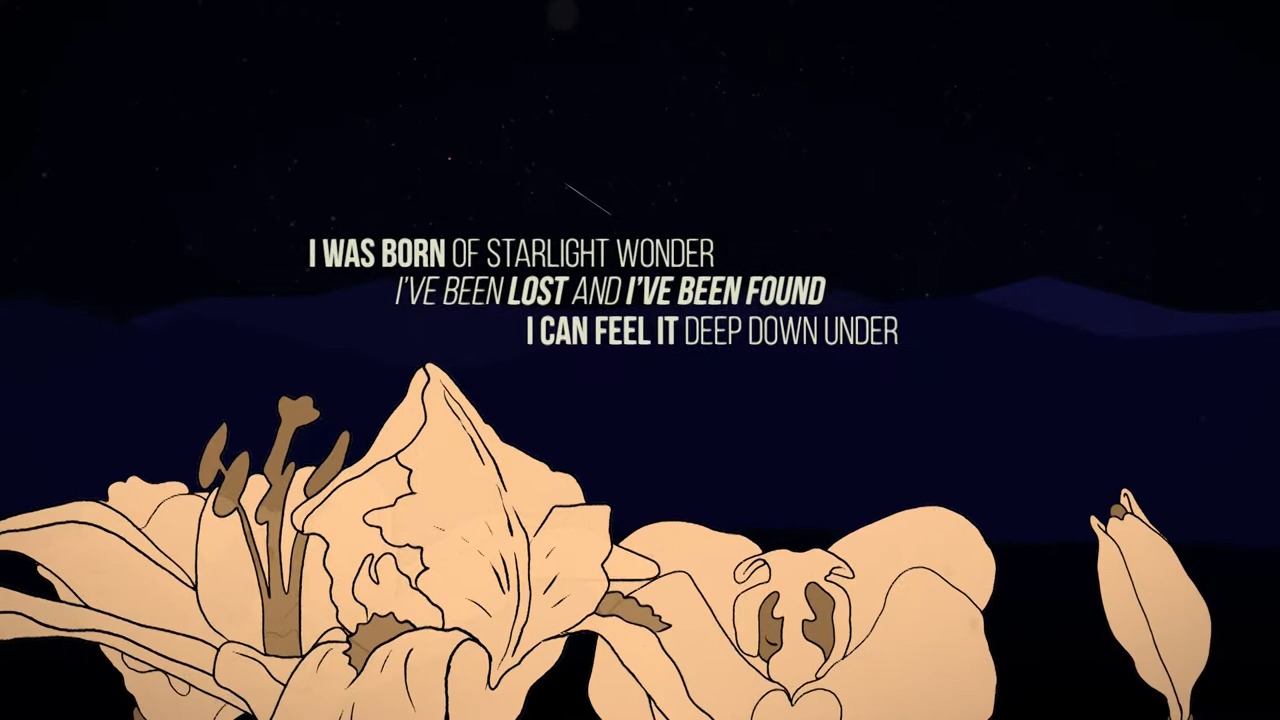 I WAS BORN OF STARLIGHT WONDER
I'VE BEEN LOST AND I'VE BEEN FOUND
I CAN FEEL IT DEEP DOWN UNDER